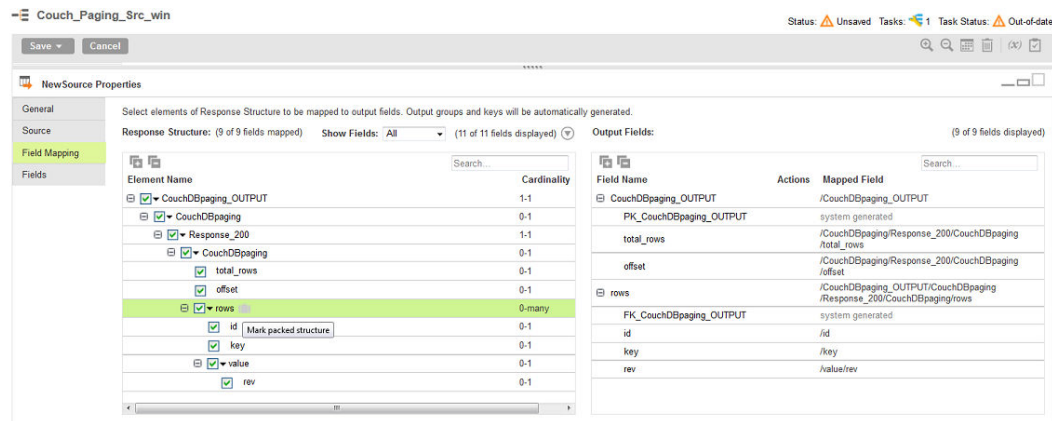 Couch_Paging_Src_win
Status: Unsaved Tasks: 1 Task Status: Out-of-date
Save Cancel
(x)
NewSource Properties
General
Source
Field Mapping
Fields
Select elements of Response Structure to be mapped to output fields. Output groups and keys will be automatically generated.
Response Structure: (9 of 9 fields mapped) Show Fields: All (11 of 11 fields displayed) Output Fields: (9 of 9 fields displayed)
Search...
Element Name Cardinality
CouchDBpaging_OUTPUT 1-1
CouchDBpaging 0-1
Response_200 1-1
CouchDBpaging 0-1
total_rows 0-1
offset 0-1
rows 0-many
id 0-1
Mark packed structure
key 0-1
value 0-1
rev 0-1
Search...
Field Name Actions Mapped Field
CouchDBpaging_OUTPUT /CouchDBpaging_OUTPUT
PK_CouchDBpaging_OUTPUT system generated
total_rows /CouchDBpaging/Response_200/CouchDBpaging
/total_rows
offset /CouchDBpaging/Response_200/CouchDBpaging
/offset
rows /CouchDBpaging_OUTPUT/CouchDBpaging
/Response_200/CouchDBpaging/rows
FK_CouchDBpaging_OUTPUT system generated
id /id
key /key
rev /value/rev